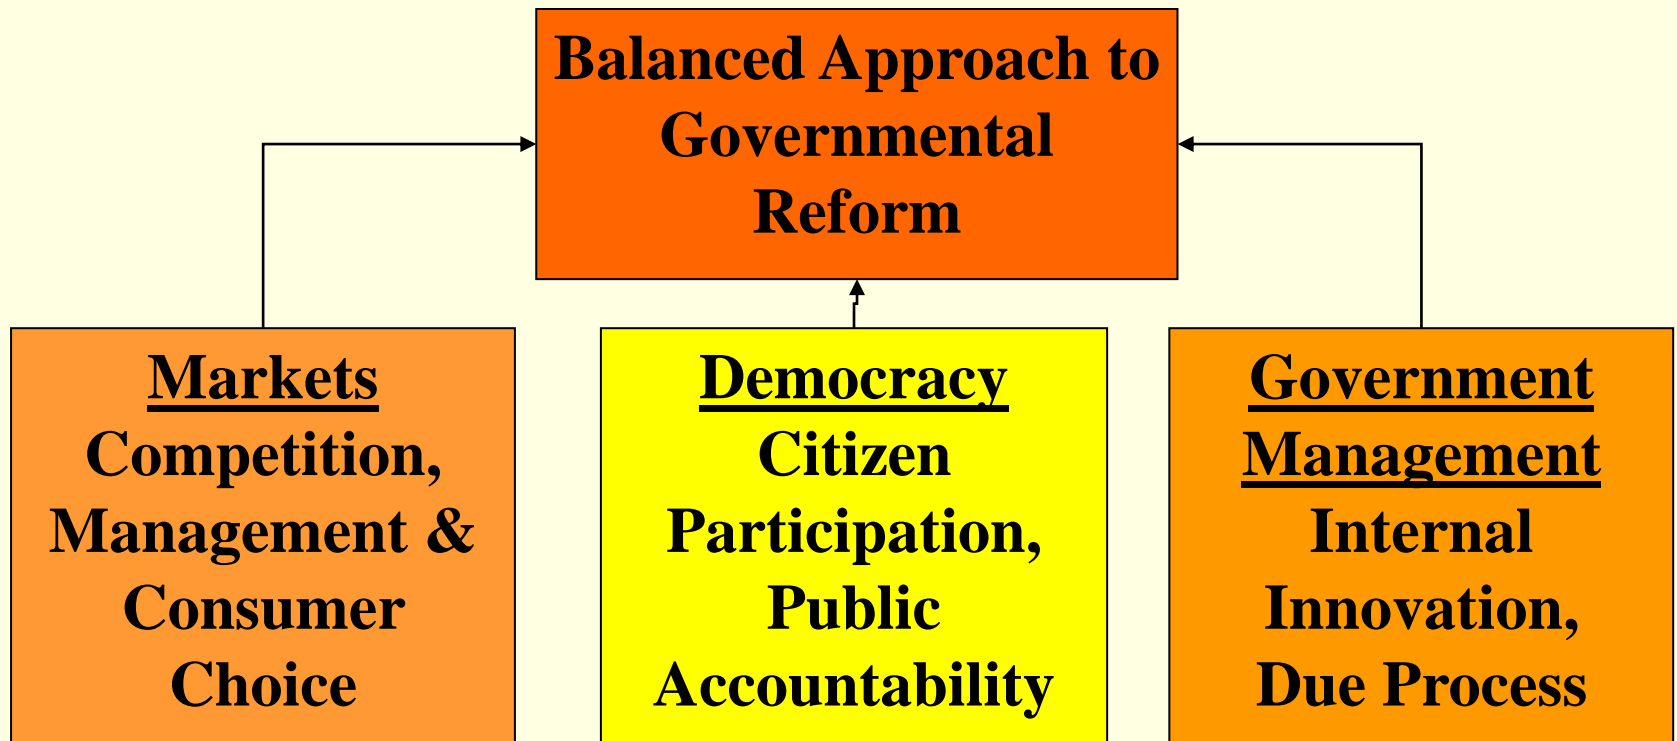 Balanced Approach to
Governmental
Reform
Markets
Competition,
Management &
Consumer
Choice
Democracy
Citizen
Participation,
Public
Accountability
Government
Management
Internal
Innovation,
Due Process